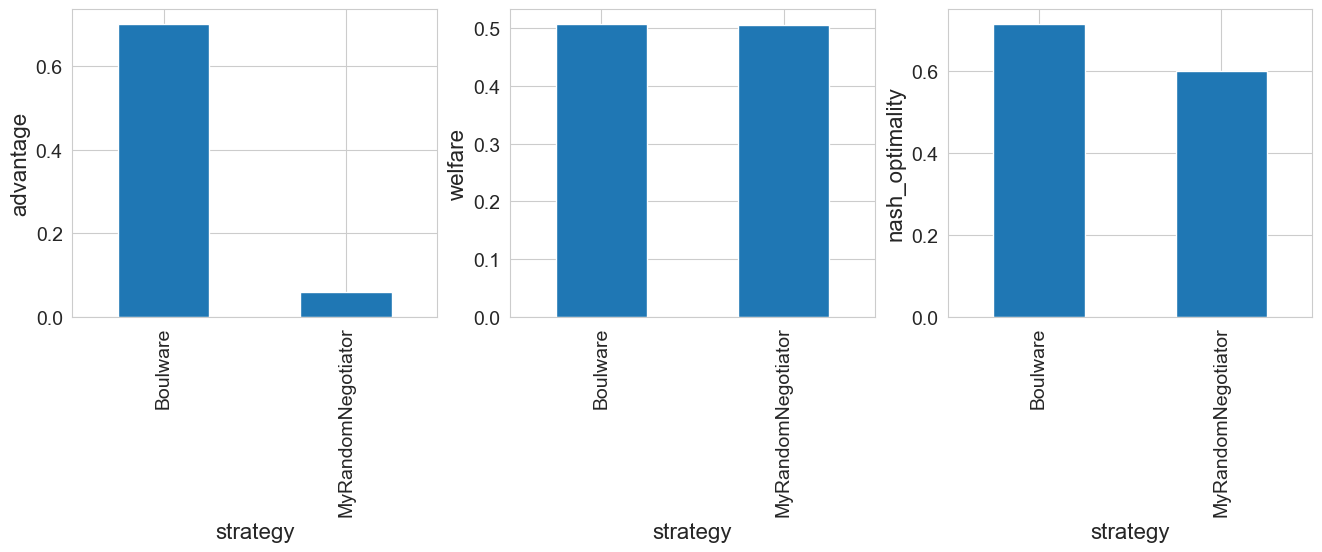 advantage
0.6
0.4
0.2
0.0
Boulware
MyRandomNegotiator
strategy
welfare
0.5
0.4
0.3
0.2
0.1
0.0
Boulware
MyRandomNegotiator
strategy
nash_optimality
0.6
0.4
0.2
0.0
Boulware
MyRandomNegotiator
strategy